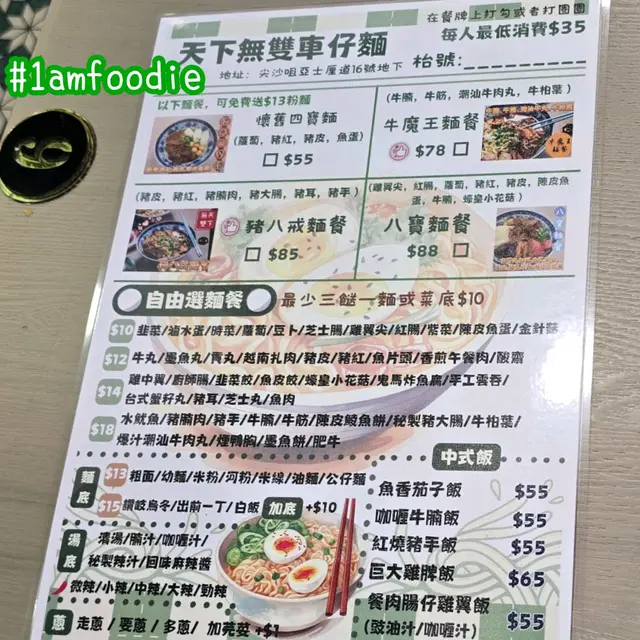 #1amfoodie
在餐牌上打勾或者打圈圈
天下無雙車仔麵
每人最低消費$35
地址: 尖沙咀亞士厘道16號地下
枱號:
以下麵餐, 可免費送$13粉麵
懷舊四寶麵
(蘿蔔, 豬紅, 豬皮, 魚蛋)
$55
(牛腩, 牛筋, 潮汕牛肉丸, 牛柏葉)
牛魔王麵餐
$78
(豬皮, 豬紅, 豬腩肉, 豬大腸, 豬耳, 豬手)
豬八戒麵餐
$85
(雞翼尖, 紅腸, 蘿蔔, 豬紅, 豬皮, 陳皮魚
蛋, 牛腩, 蠔皇小花菇)
八寶麵餐
$88
自由選麵餐
最少三餸一麵或菜底$10
$10 韭菜/滷水蛋/時菜/蘿蔔/豆卜/芝士腸/雞翼尖/紅腸/紫菜/陳皮魚蛋/金針菇
$12 牛丸/墨魚丸/貢丸/越南扎肉/豬皮/豬紅/魚片頭/香煎午餐肉/酸齋
$14 雞中翼/廚師腸/韭菜餃/魚皮餃/蠔皇小花菇/鬼馬炸魚腐/手工雲吞/
台式蟹籽丸/豬耳/芝士丸/魚肉
$18 水魷魚/豬腩肉/豬手/牛腩/牛筋/陳皮鯪魚餅/秘製豬大腸/牛柏葉/
爆汁潮汕牛肉丸/煙鴨胸/墨魚餅/肥牛
麵底
$13 粗面/幼麵/米粉/河粉/米線/油麵/公仔麵
$15 讚岐烏冬/出前一丁/白飯
加底 +$10
湯底
清湯/腩汁/咖喱汁/
秘製辣汁/回味麻辣醬
微辣/小辣/中辣/大辣/勁辣
蔥 走蔥 / 要蔥 / 多蔥/ 加芫茜 +$1
中式飯
魚香茄子飯 $55
咖喱牛腩飯 $55
紅燒豬手飯 $55
巨大雞脾飯 $65
餐肉腸仔雞翼飯 $55
(豉油汁/咖喱汁)